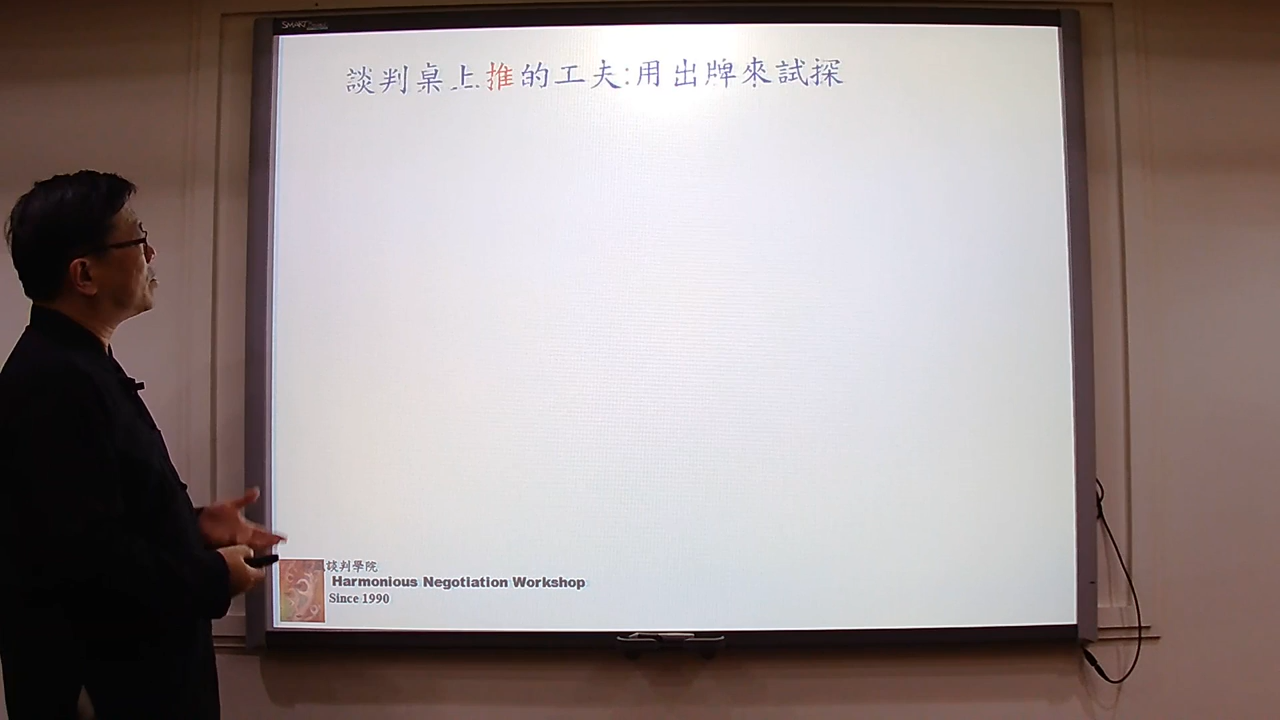 SMART
談判桌上推的工夫:用出牌來試探
談判學院
Harmonious Negotiation Workshop
Since 1990